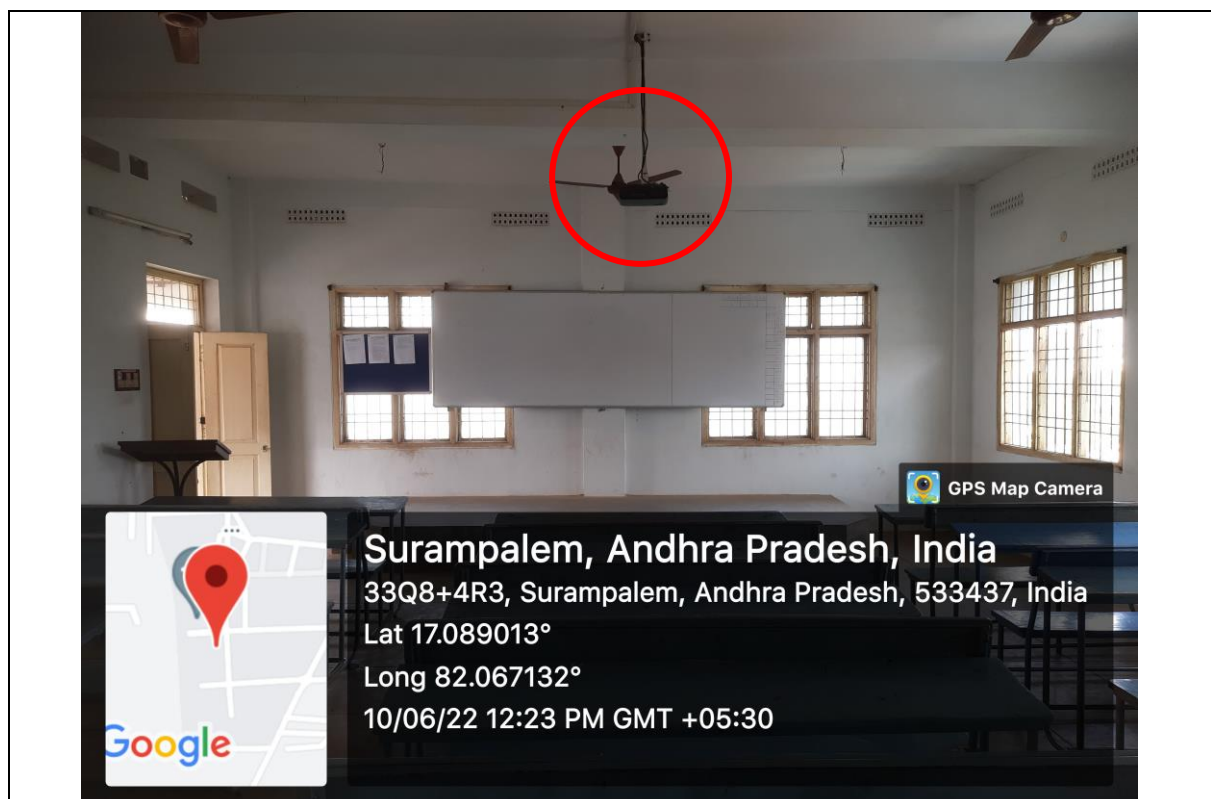 GPS Map Camera
Surampalem, Andhra Pradesh, India
33Q8+4R3, Surampalem, Andhra Pradesh, 533437, India
Lat 17.089013°
Long 82.067132°
10/06/22 12:23 PM GMT +05:30
Google